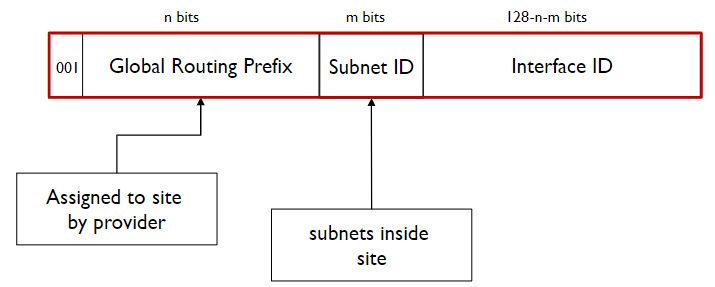 n bits
m bits
128-n-m bits
001
Global Routing Prefix
Subnet ID
Interface ID
Assigned to site
by provider
subnets inside
site